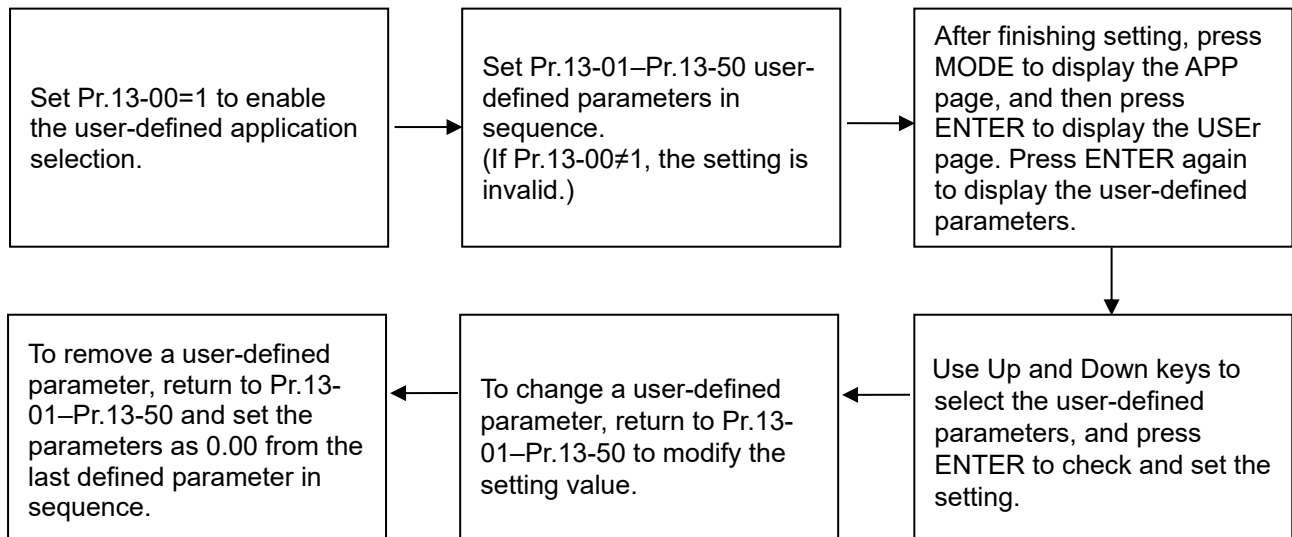 Set Pr.13-00=1 to enable
the user-defined application
selection.
Set Pr.13-01–Pr.13-50 user-
defined parameters in
sequence.
(If Pr.13-00≠1, the setting is
invalid.)
After finishing setting, press
MODE to display the APP
page, and then press
ENTER to display the USEr
page. Press ENTER again
to display the user-defined
parameters.
Use Up and Down keys to
select the user-defined
parameters, and press
ENTER to check and set the
setting.
To change a user-defined
parameter, return to Pr.13-
01–Pr.13-50 to modify the
setting value.
To remove a user-defined
parameter, return to Pr.13-
01–Pr.13-50 and set the
parameters as 0.00 from the
last defined parameter in
sequence.